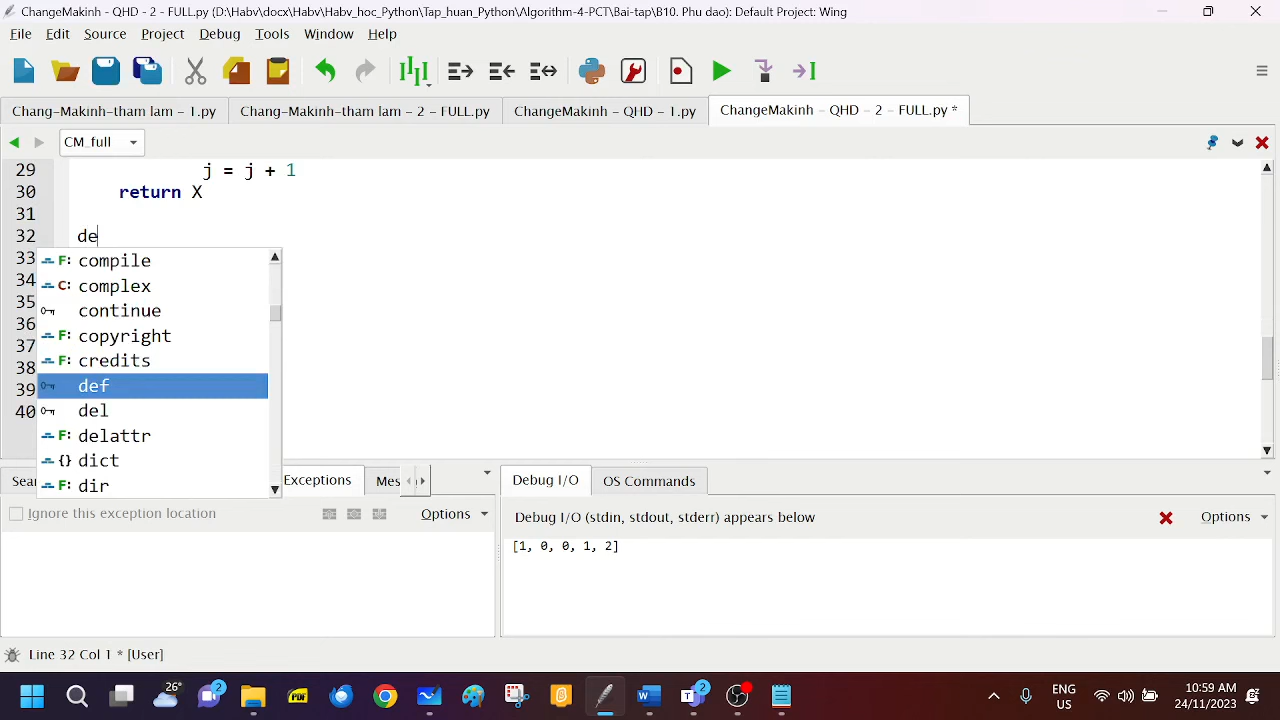 ChangeMakinh - QHD - 2 - FULL.py (D:\Habv\docx\Habv\Habv_hoc_Python\Tap_huan_Python\Algorithm-4-PCT\Bai-tap\B10. Phu dao): Default Project: Wing
File Edit Source Project Debug Tools Window Help
Chang-Makinh-tham lam – 1.py Chang-Makinh-tham lam – 2 – FULL.py ChangeMakinh – QHD – 1.py ChangeMakinh – QHD – 2 – FULL.py *
CM_full
29 j = j + 1
30 return X
31
32 de
33
34
35
36
37
38
39
40
F: compile
C: complex
continue
F: copyright
F: credits
def
del
F: delattr
{} dict
F: dir
Sea Exceptions Mes Debug I/O OS Commands
Ignore this exception location Options
Debug I/O (stdin, stdout, stderr) appears below Options
[1, 0, 0, 1, 2]
Line 32 Col 1 * [User]
26°
2
PDF
2
ENG
US
10:59 AM
24/11/2023